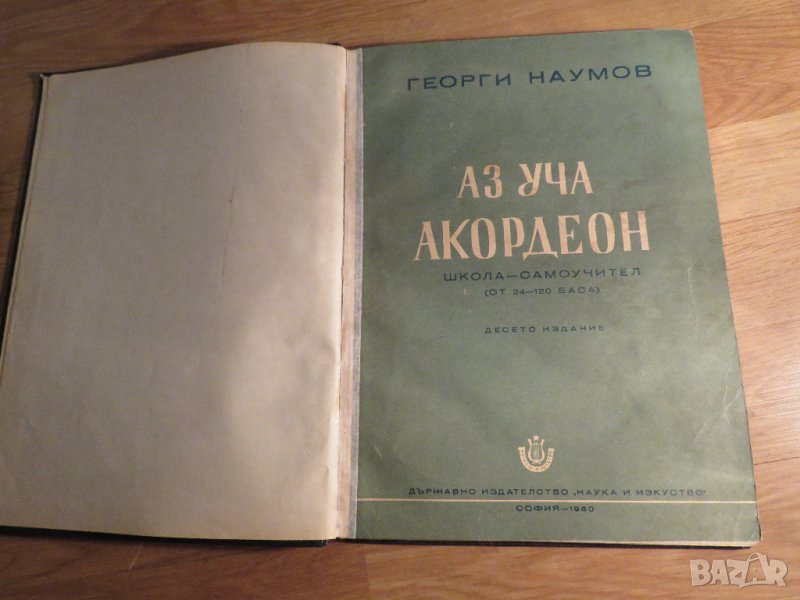 ГЕОРГИ НАУМОВ
АЗ УЧА
АКОРДЕОН
ШКОЛА—САМОУЧИТЕЛ
(ОТ 24—120 БАСА)
ДЕСЕТО ИЗДАНИЕ
ДЪРЖАВНО ИЗДАТЕЛСТВО „НАУКА И ИЗКУСТВО“
СОФИЯ—1960
BAZAR